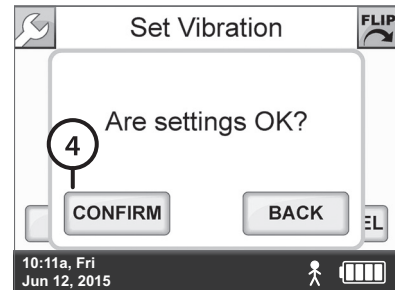 Set Vibration
FLIP
Are settings OK?
4
CONFIRM
BACK
EL
10:11a, Fri
Jun 12, 2015